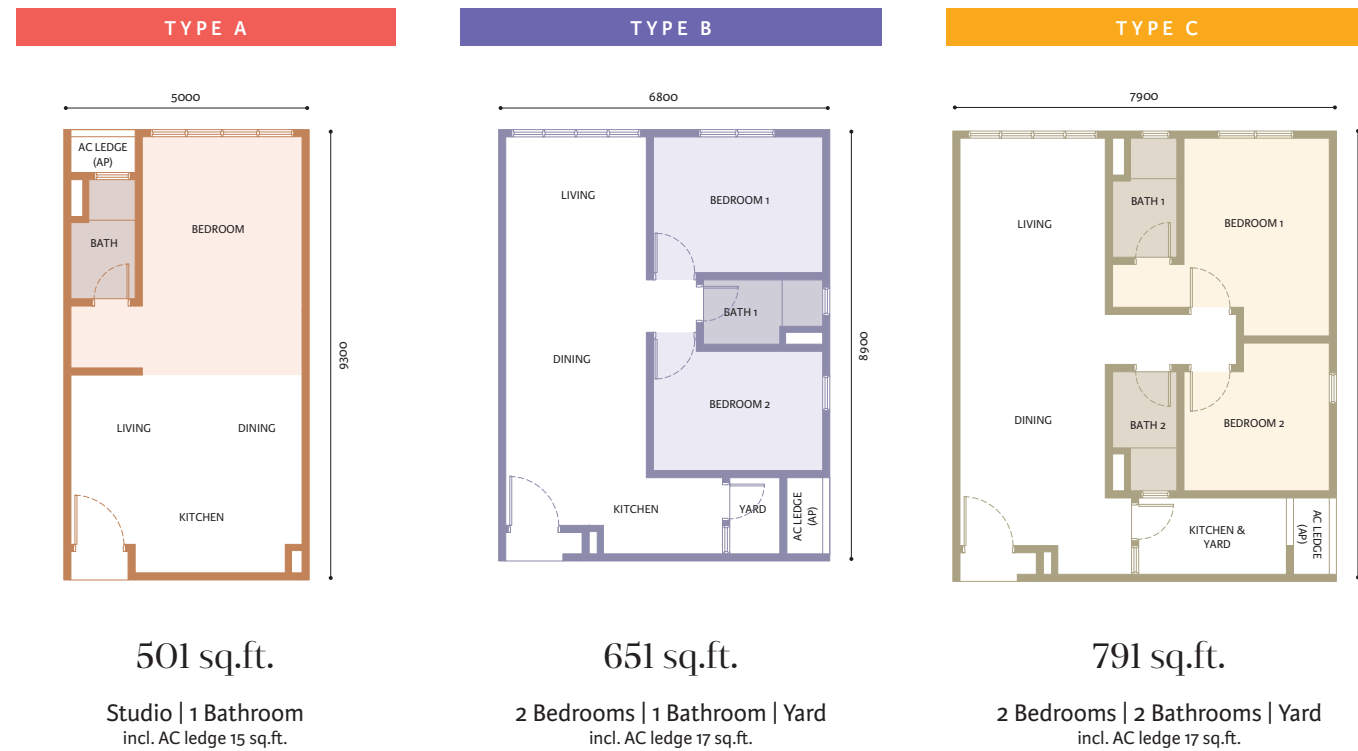 TYPE A
5000
AC LEDGE
(AP)
BATH
BEDROOM
LIVING
DINING
KITCHEN
9300
501 sq.ft.
Studio | 1 Bathroom
incl. AC ledge 15 sq.ft.
TYPE B
6800
LIVING
BEDROOM 1
BATH 1
DINING
BEDROOM 2
KITCHEN
YARD
AC LEDGE
(AP)
8900
651 sq.ft.
2 Bedrooms | 1 Bathroom | Yard
incl. AC ledge 17 sq.ft.
TYPE C
7900
LIVING
BATH 1
BEDROOM 1
DINING
BATH 2
BEDROOM 2
KITCHEN &
YARD
AC LEDGE
(AP)
791 sq.ft.
2 Bedrooms | 2 Bathrooms | Yard
incl. AC ledge 17 sq.ft.